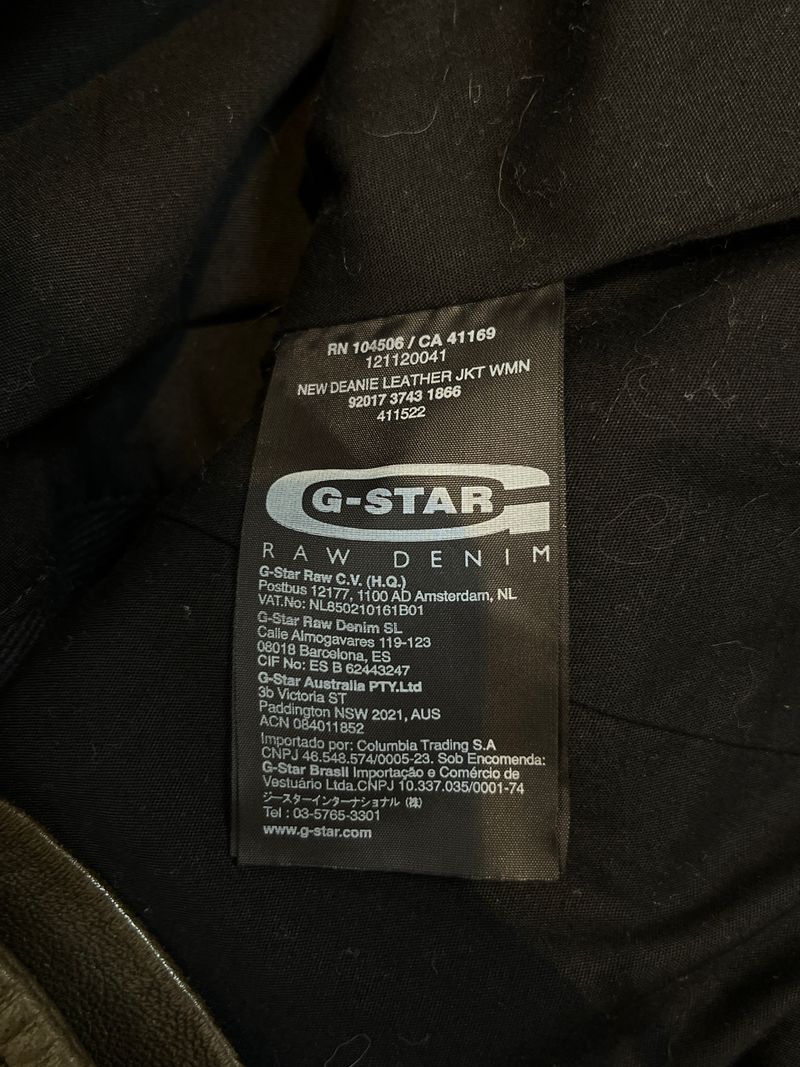 RN 104506 / CA 41169
121120041
NEW DEANIE LEATHER JKT WMN
92017 3743 1866
411522
G-STAR
RAW DENIM
G-Star Raw C.V. (H.Q.)
Postbus 12177, 1100 AD Amsterdam, NL
VAT.No: NL850210161B01
G-Star Raw Denim SL
Calle Almogavares 119-123
08018 Barcelona, ES
CIF No: ES B 62443247
G-Star Australia PTY.Ltd
3b Victoria ST
Paddington NSW 2021, AUS
ACN 084011852
Importado por: Columbia Trading S.A
CNPJ 46.548.574/0005-23. Sob Encomenda:
G-Star Brasil Importação e Comércio de
Vestuário Ltda.CNPJ 10.337.035/0001-74
ジースターインターナショナル (株)
Tel : 03-5765-3301
www.g-star.com